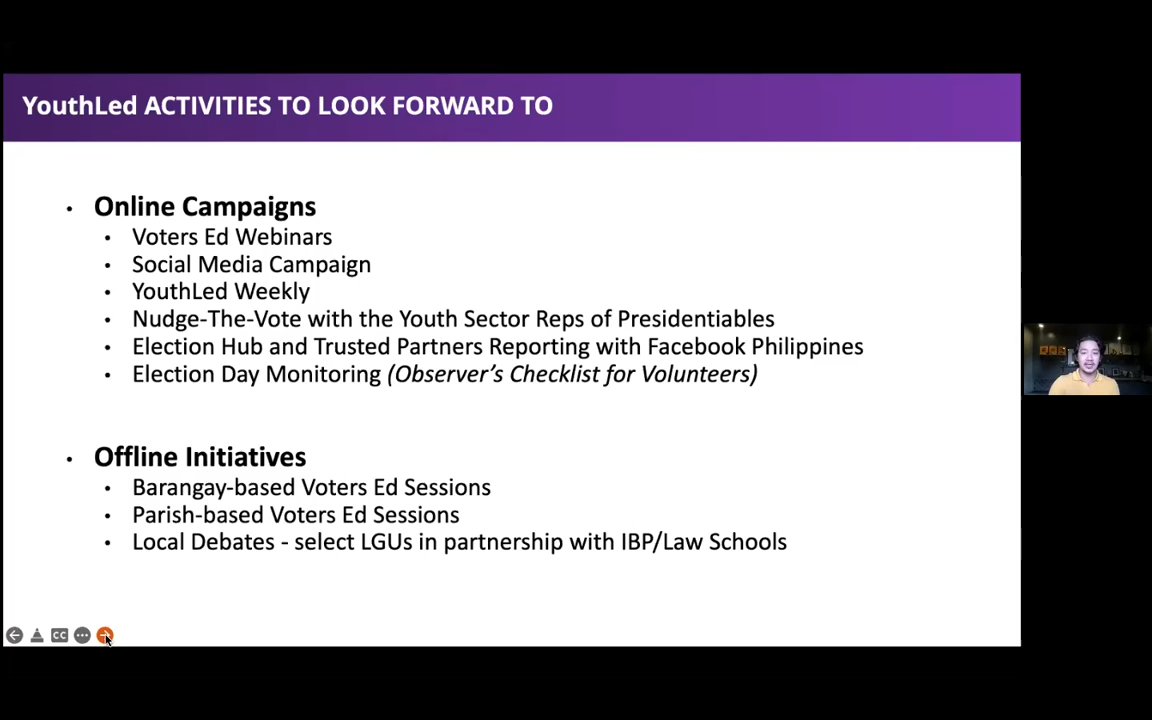 YouthLed ACTIVITIES TO LOOK FORWARD TO
• Online Campaigns
• Voters Ed Webinars
• Social Media Campaign
• YouthLed Weekly
• Nudge-The-Vote with the Youth Sector Reps of Presidentiables
• Election Hub and Trusted Partners Reporting with Facebook Philippines
• Election Day Monitoring (Observer’s Checklist for Volunteers)
• Offline Initiatives
• Barangay-based Voters Ed Sessions
• Parish-based Voters Ed Sessions
• Local Debates - select LGUs in partnership with IBP/Law Schools
CC